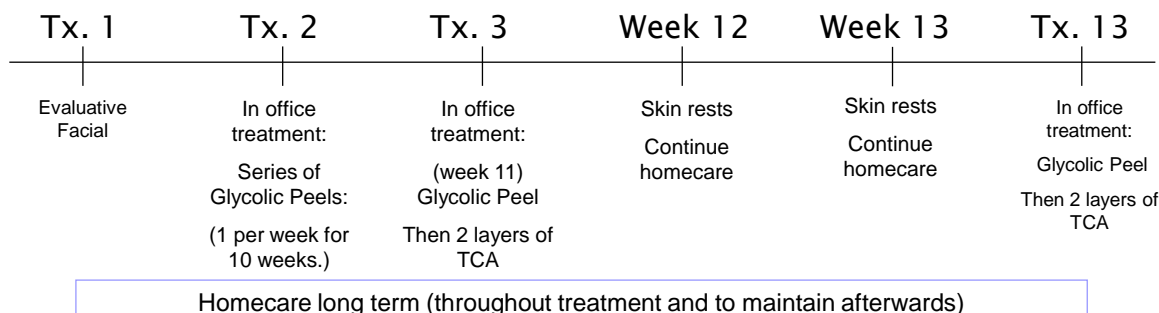 Tx. 1
Evaluative
Facial
Tx. 2
In office
treatment:
Series of
Glycolic Peels:
(1 per week for
10 weeks.)
Tx. 3
In office
treatment:
(week 11)
Glycolic Peel
Then 2 layers of
TCA
Week 12
Skin rests
Continue
homecare
Week 13
Skin rests
Continue
homecare
Tx. 13
In office
treatment:
Glycolic Peel
Then 2 layers of
TCA
Homecare long term (throughout treatment and to maintain afterwards)